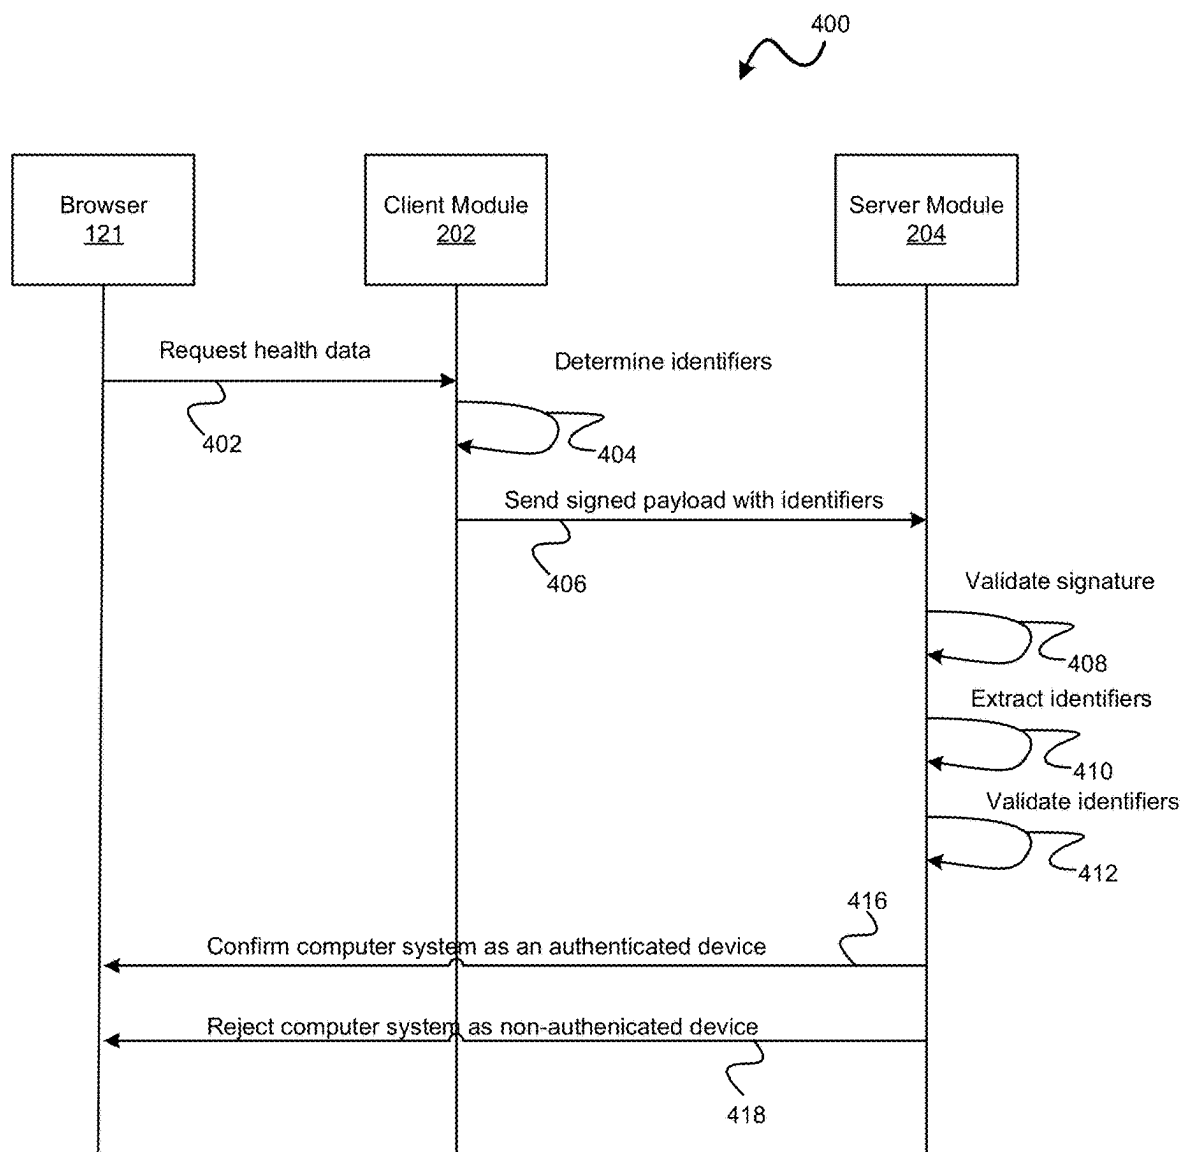 400
Browser
121
Client Module
202
Server Module
204
Request health data
402
Determine identifiers
404
Send signed payload with identifiers
406
Validate signature
408
Extract identifiers
410
Validate identifiers
412
416
Confirm computer system as an authenticated device
Reject computer system as non-authenicated device
418